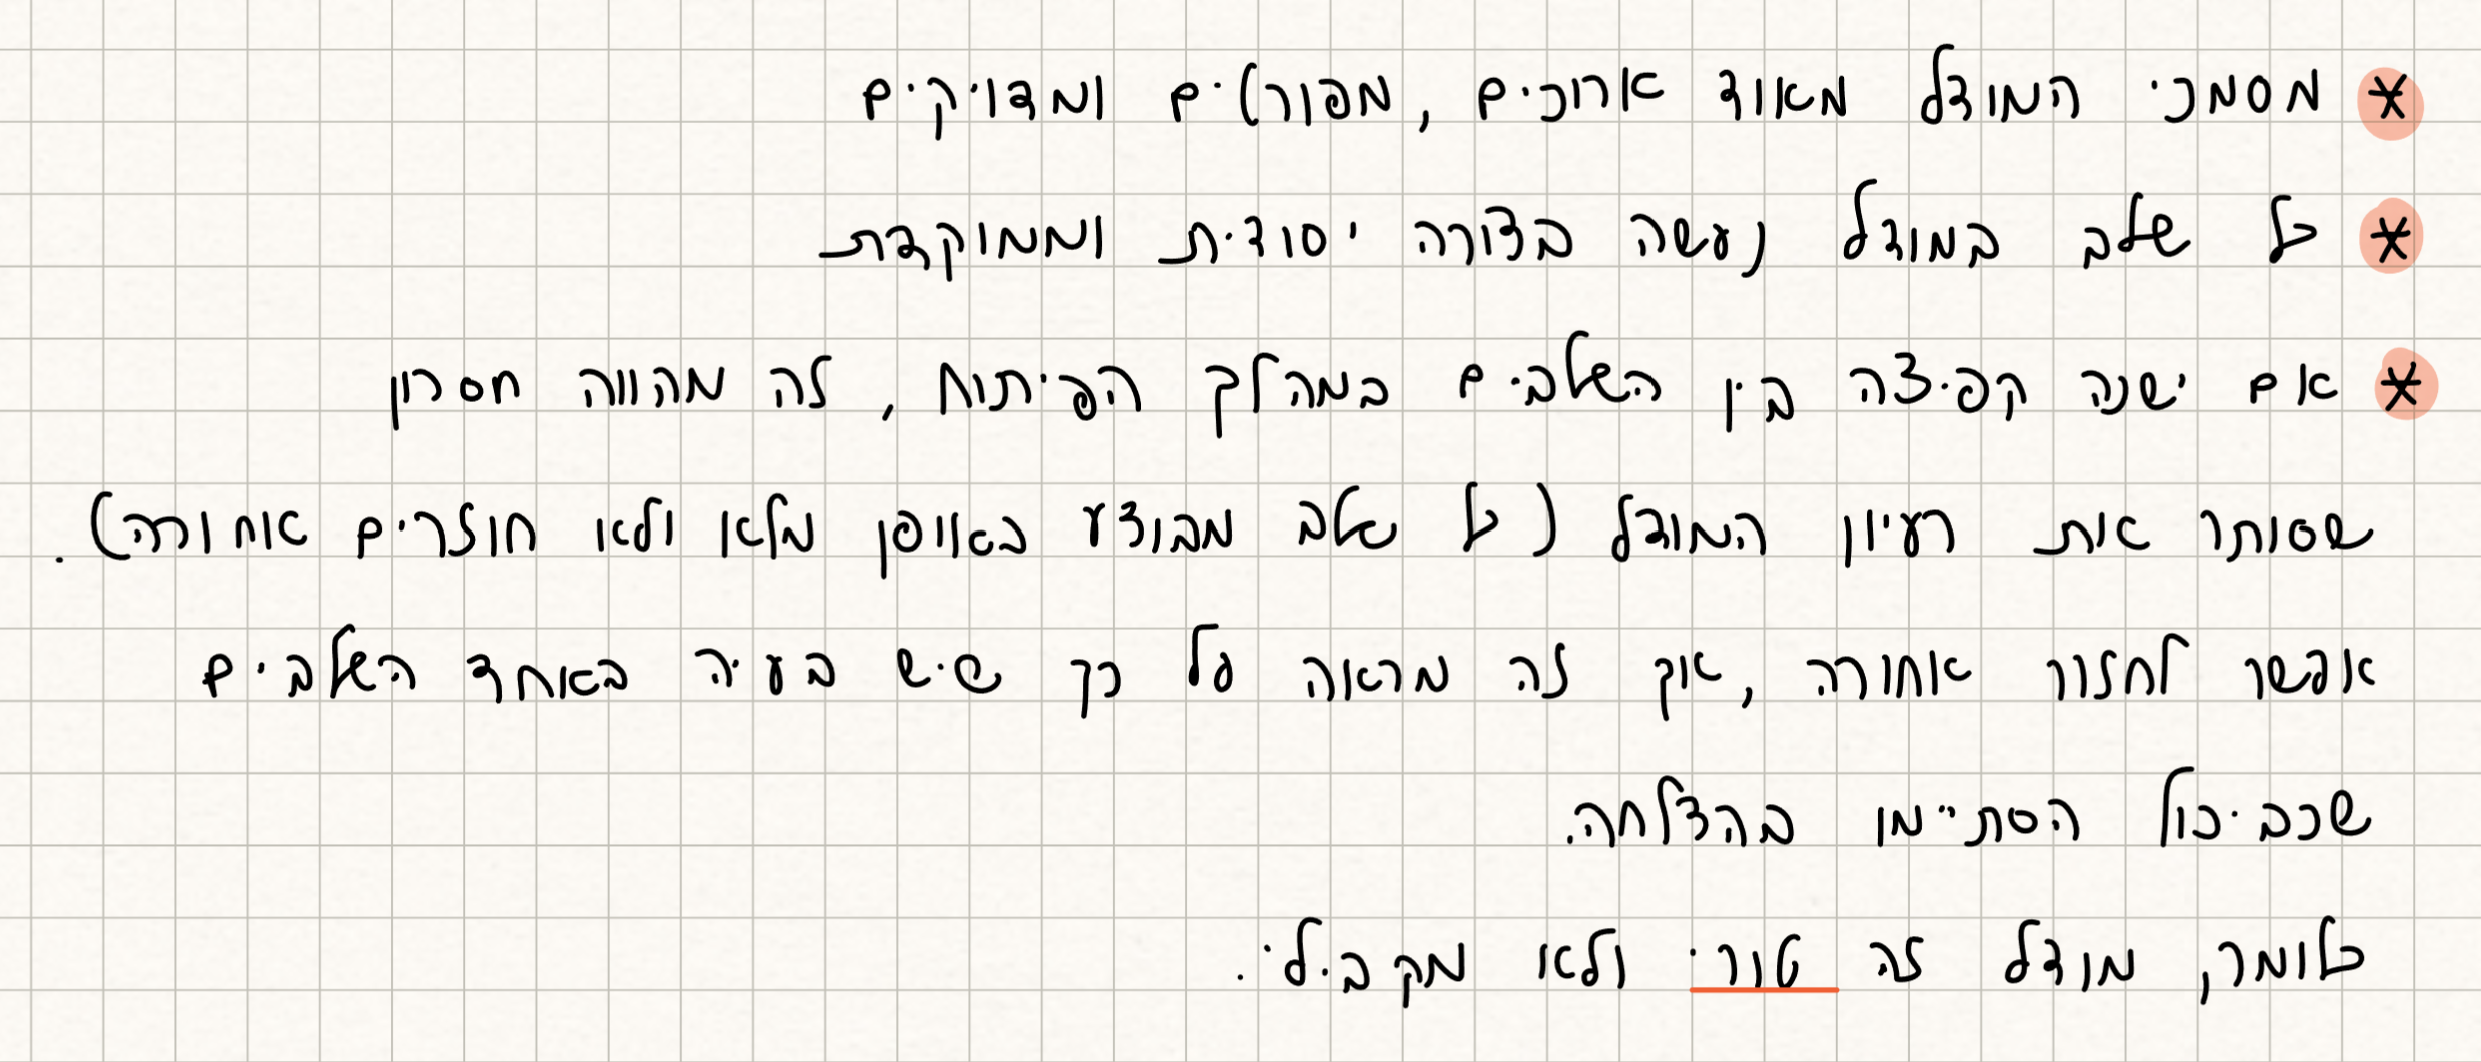 * מסמכי המודל מאוד ארוכים, מפורטים ומדויקים
* כל שלב במודל נעשה בצורה יסודית וממוקדת
* אם ישנה קפיצה בין השלבים במהלך הפיתוח, זה מהווה חסרון
שסותר את רעיון המודל (כל שלב מבוצע באופן מלא ולא חוזרים אחורה).
אפשר לחזור אחורה, אך זה מראה על כך שיש בעיה באחד השלבים
שכביכול הסתיימו בהצלחה.
כלומר, מודל זה טורי ולא מקבילי.